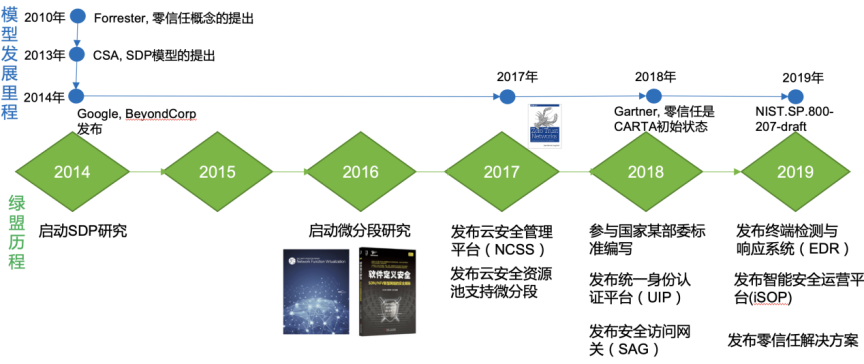 模型发展里程
2010年
Forrester, 零信任概念的提出
2013年
CSA, SDP模型的提出
2014年
Google, BeyondCorp
发布
2017年
Zero Trust
Networks
2018年
Gartner, 零信任是
CARTA初始状态
2019年
NIST.SP.800-
207-draft
绿盟历程
2014
2015
2016
2017
2018
2019
启动SDP研究
启动微分段研究
Network Function Virtualization
软件定义安全
发布云安全管理
平台（NCSS）
发布云安全资源
池支持微分段
参与国家某部委标
准编写
发布统一身份认
证平台（UIP）
发布安全访问网
关（SAG）
发布终端检测与
响应系统（EDR）
发布智能安全运营平
台(iSOP)
发布零信任解决方案